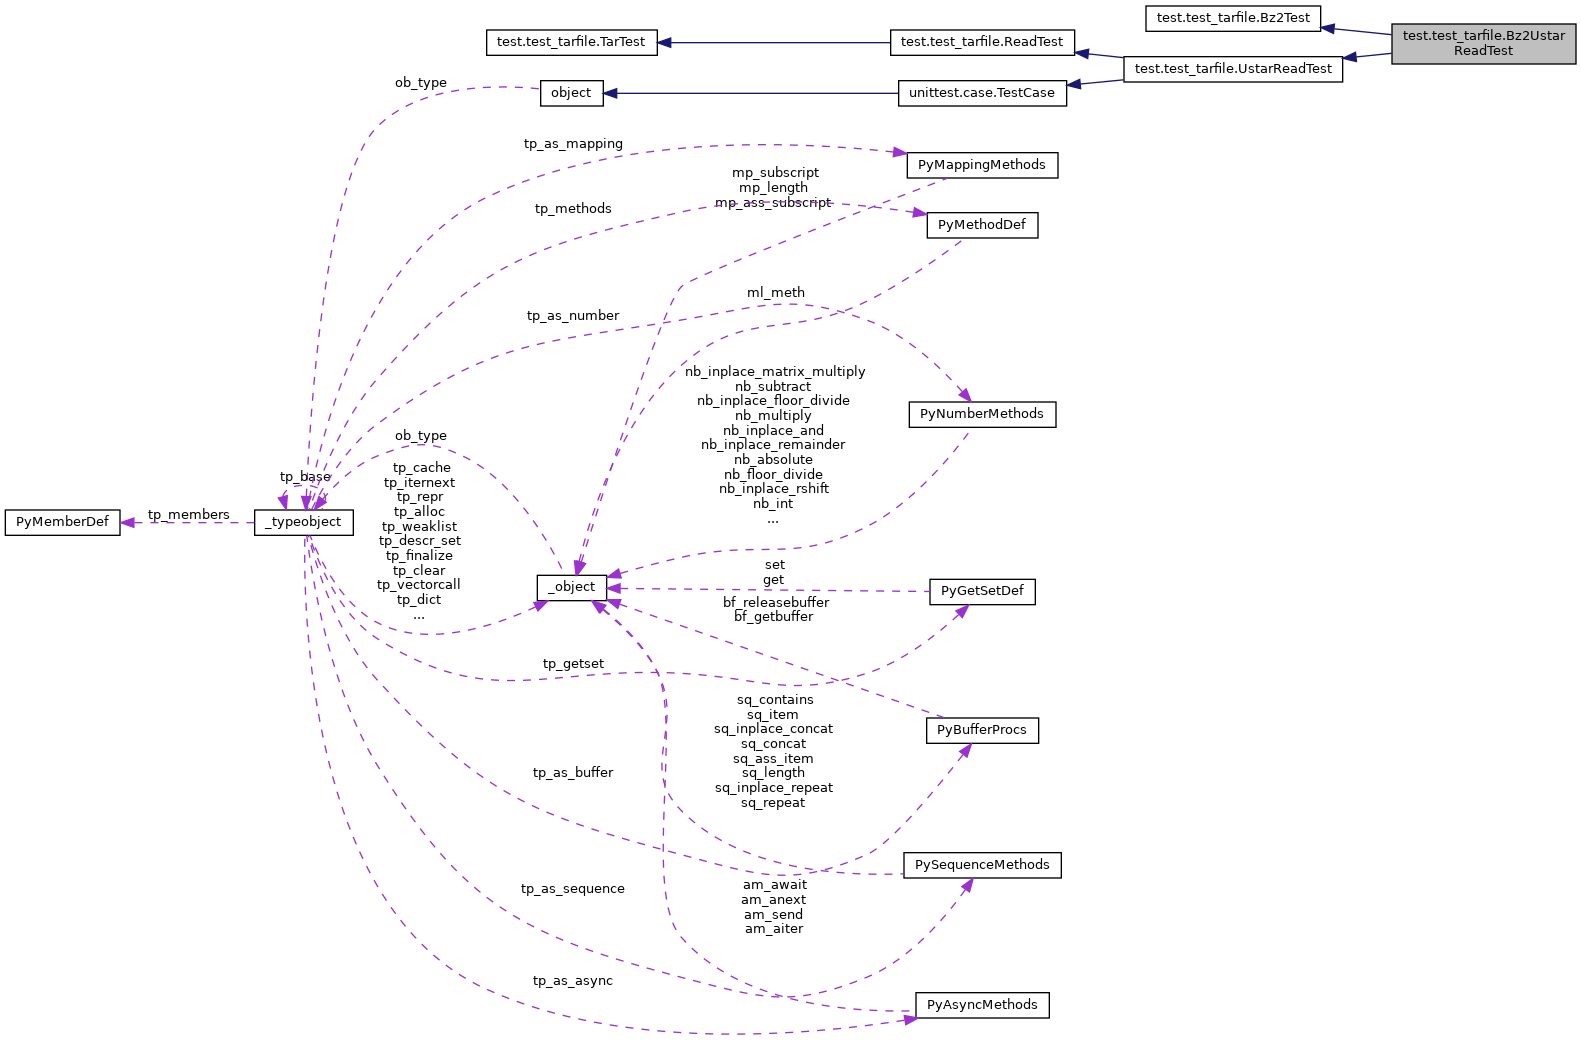 test.test_tarfile.Bz2Test
test.test_tarfile.Bz2Ustar
ReadTest
test.test_tarfile.TarTest
test.test_tarfile.ReadTest
test.test_tarfile.UstarReadTest
ob_type
object
unittest.case.TestCase
tp_as_mapping
PyMappingMethods
mp_subscript
mp_length
mp_ass_subscript
tp_methods
PyMethodDef
ml_meth
tp_as_number
nb_inplace_matrix_multiply
nb_subtract
nb_inplace_floor_divide
nb_multiply
nb_inplace_and
nb_inplace_remainder
nb_absolute
nb_floor_divide
nb_inplace_rshift
nb_int
...
PyNumberMethods
ob_type
tp_base
tp_cache
tp_iternext
tp_repr
tp_alloc
tp_weaklist
tp_descr_set
tp_finalize
tp_clear
tp_vectorcall
tp_dict
...
PyMemberDef
tp_members
_typeobject
_object
set
get
PyGetSetDef
bf_releasebuffer
bf_getbuffer
tp_getset
sq_contains
sq_item
sq_inplace_concat
sq_concat
sq_ass_item
sq_length
sq_inplace_repeat
sq_repeat
PyBufferProcs
tp_as_buffer
PySequenceMethods
am_await
am_anext
am_send
am_aiter
tp_as_sequence
tp_as_async
PyAsyncMethods